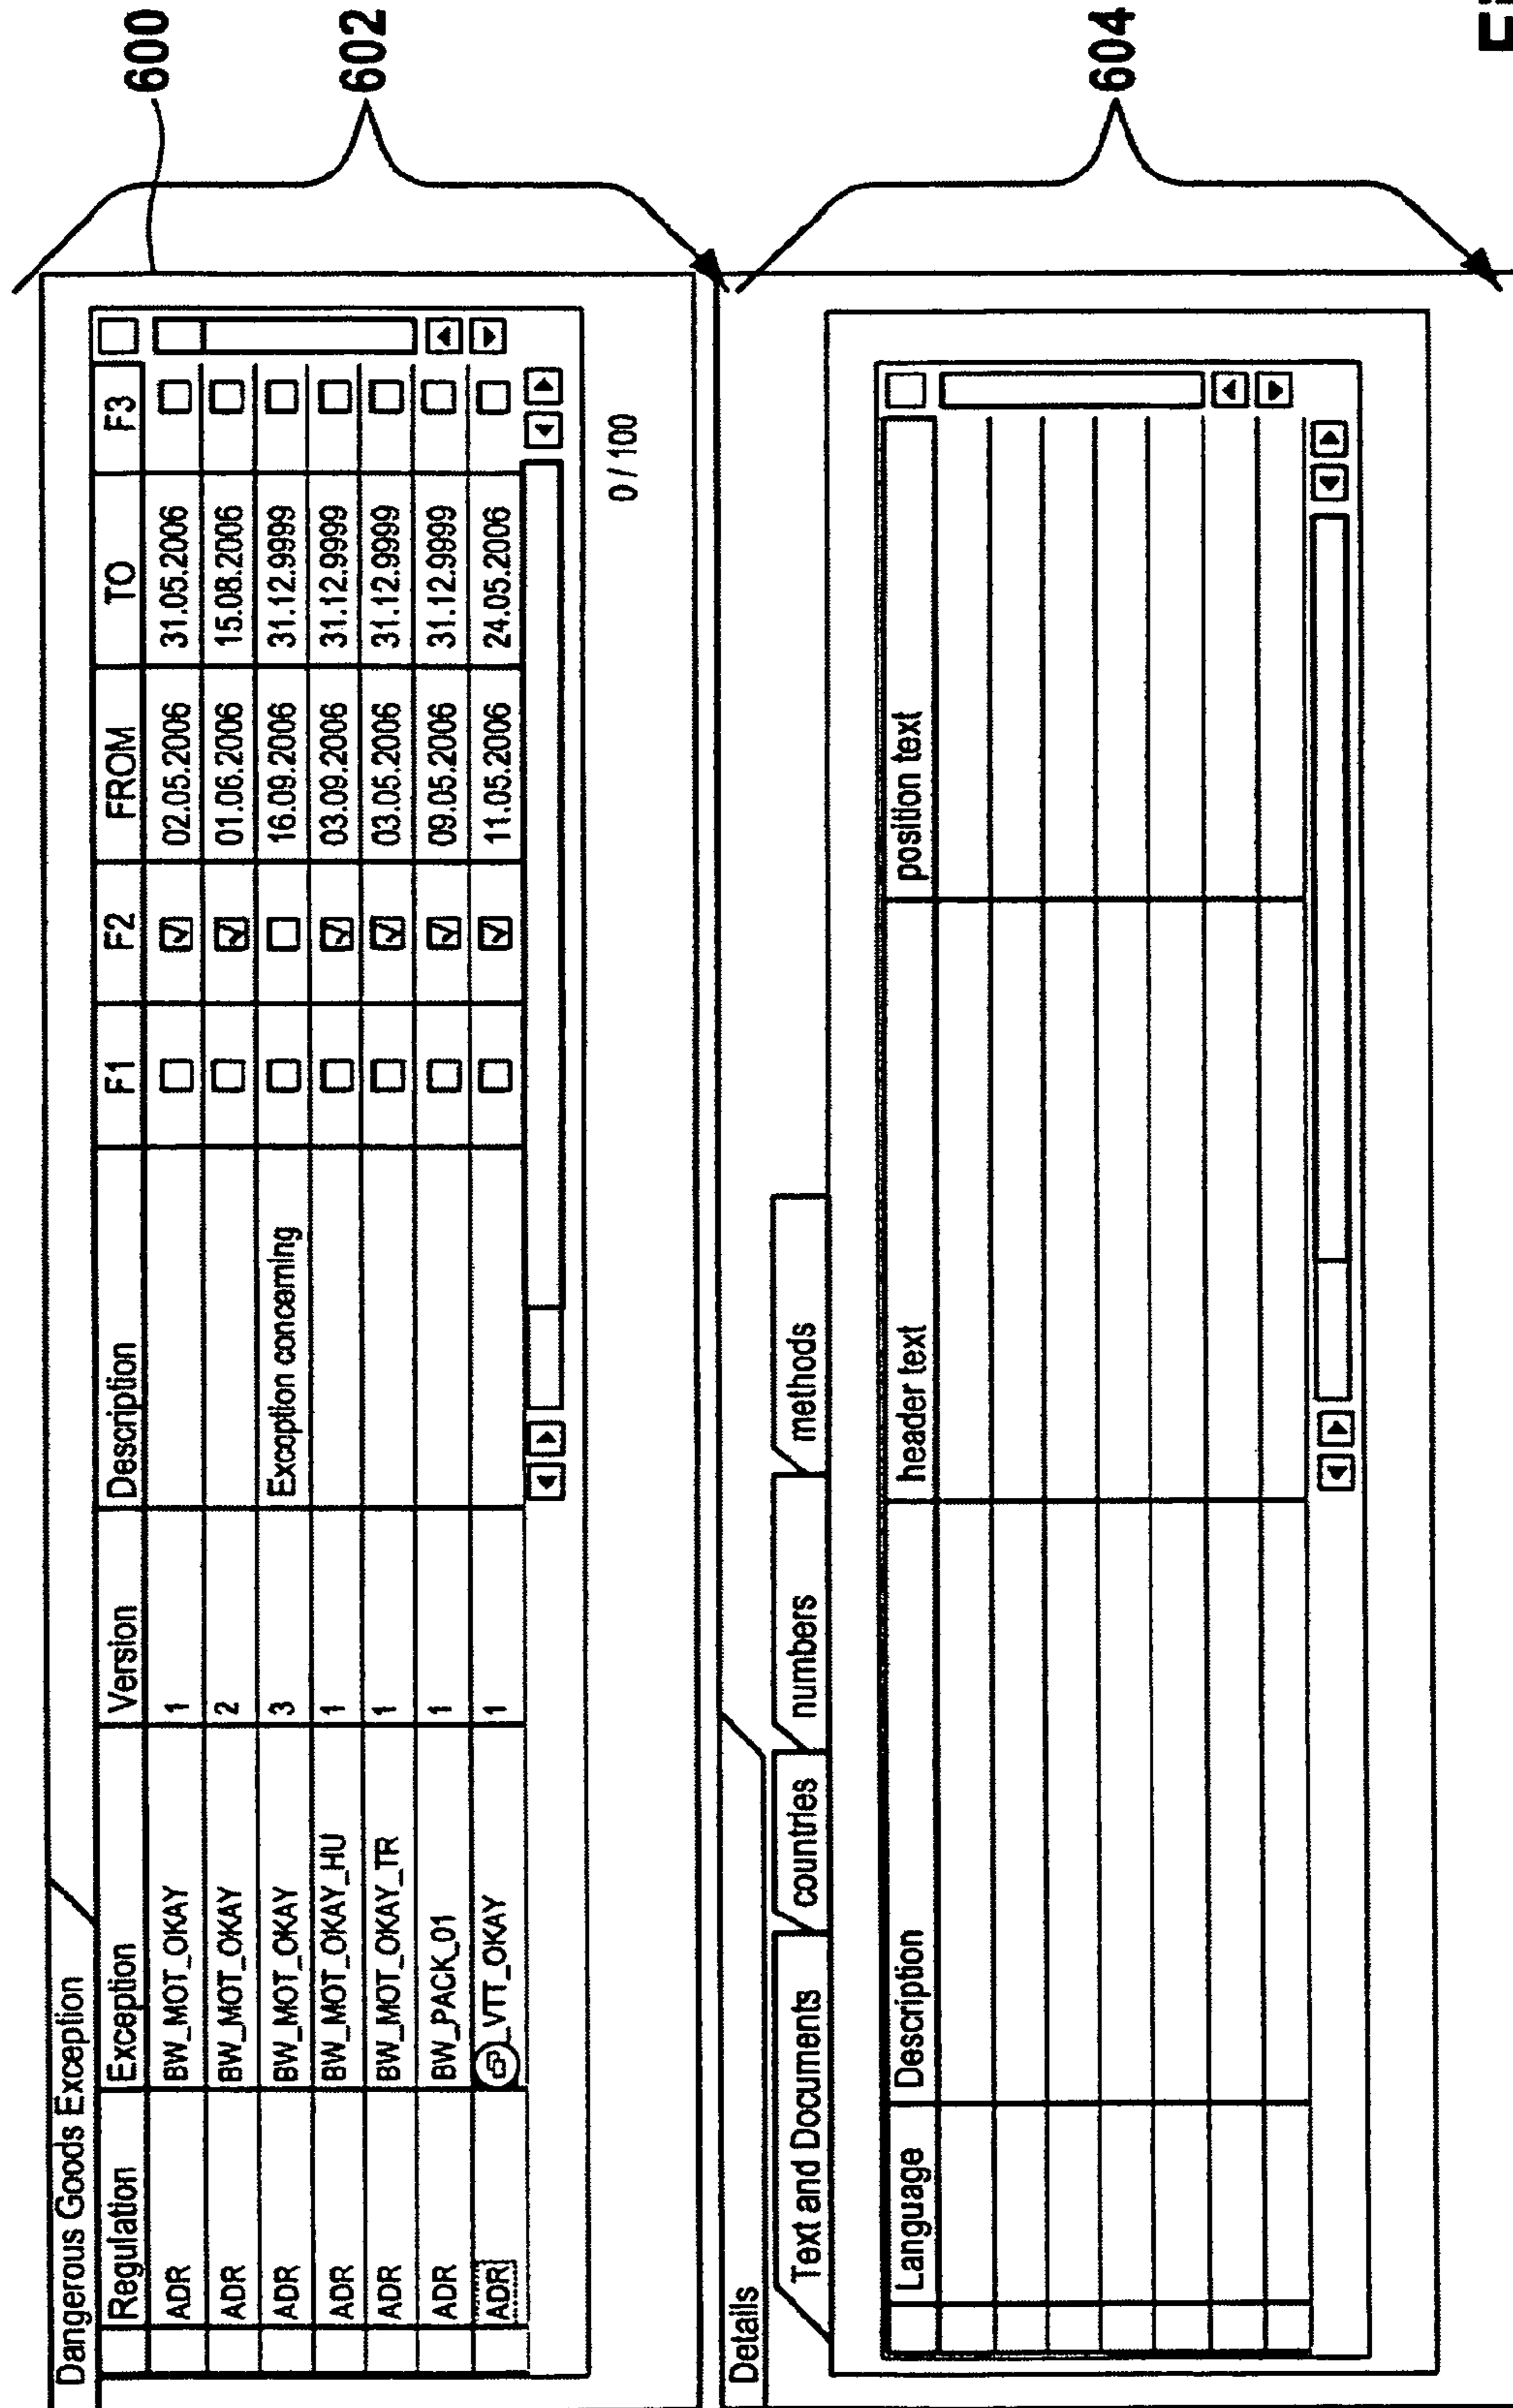 600
602
Dangerous Goods Exception
Regulation Exception Version Description F1 F2 FROM TO F3
ADR BW_MOT_OKAY 1 02.05.2006 31.05.2006
ADR BW_MOT_OKAY 2 01.06.2006 15.08.2006
ADR BW_MOT_OKAY 3 Exception concerning 16.09.2006 31.12.9999
ADR BW_MOT_OKAY_HU 1 03.09.2006 31.12.9999
ADR BW_MOT_OKAY_TR 1 03.05.2006 31.12.9999
ADR BW_PACK_01 1 09.05.2006 31.12.9999
ADR _VTT_OKAY 1 11.05.2006 24.05.2006
0 / 100
604
Details
Text and Documents countries numbers methods
Language Description header text position text